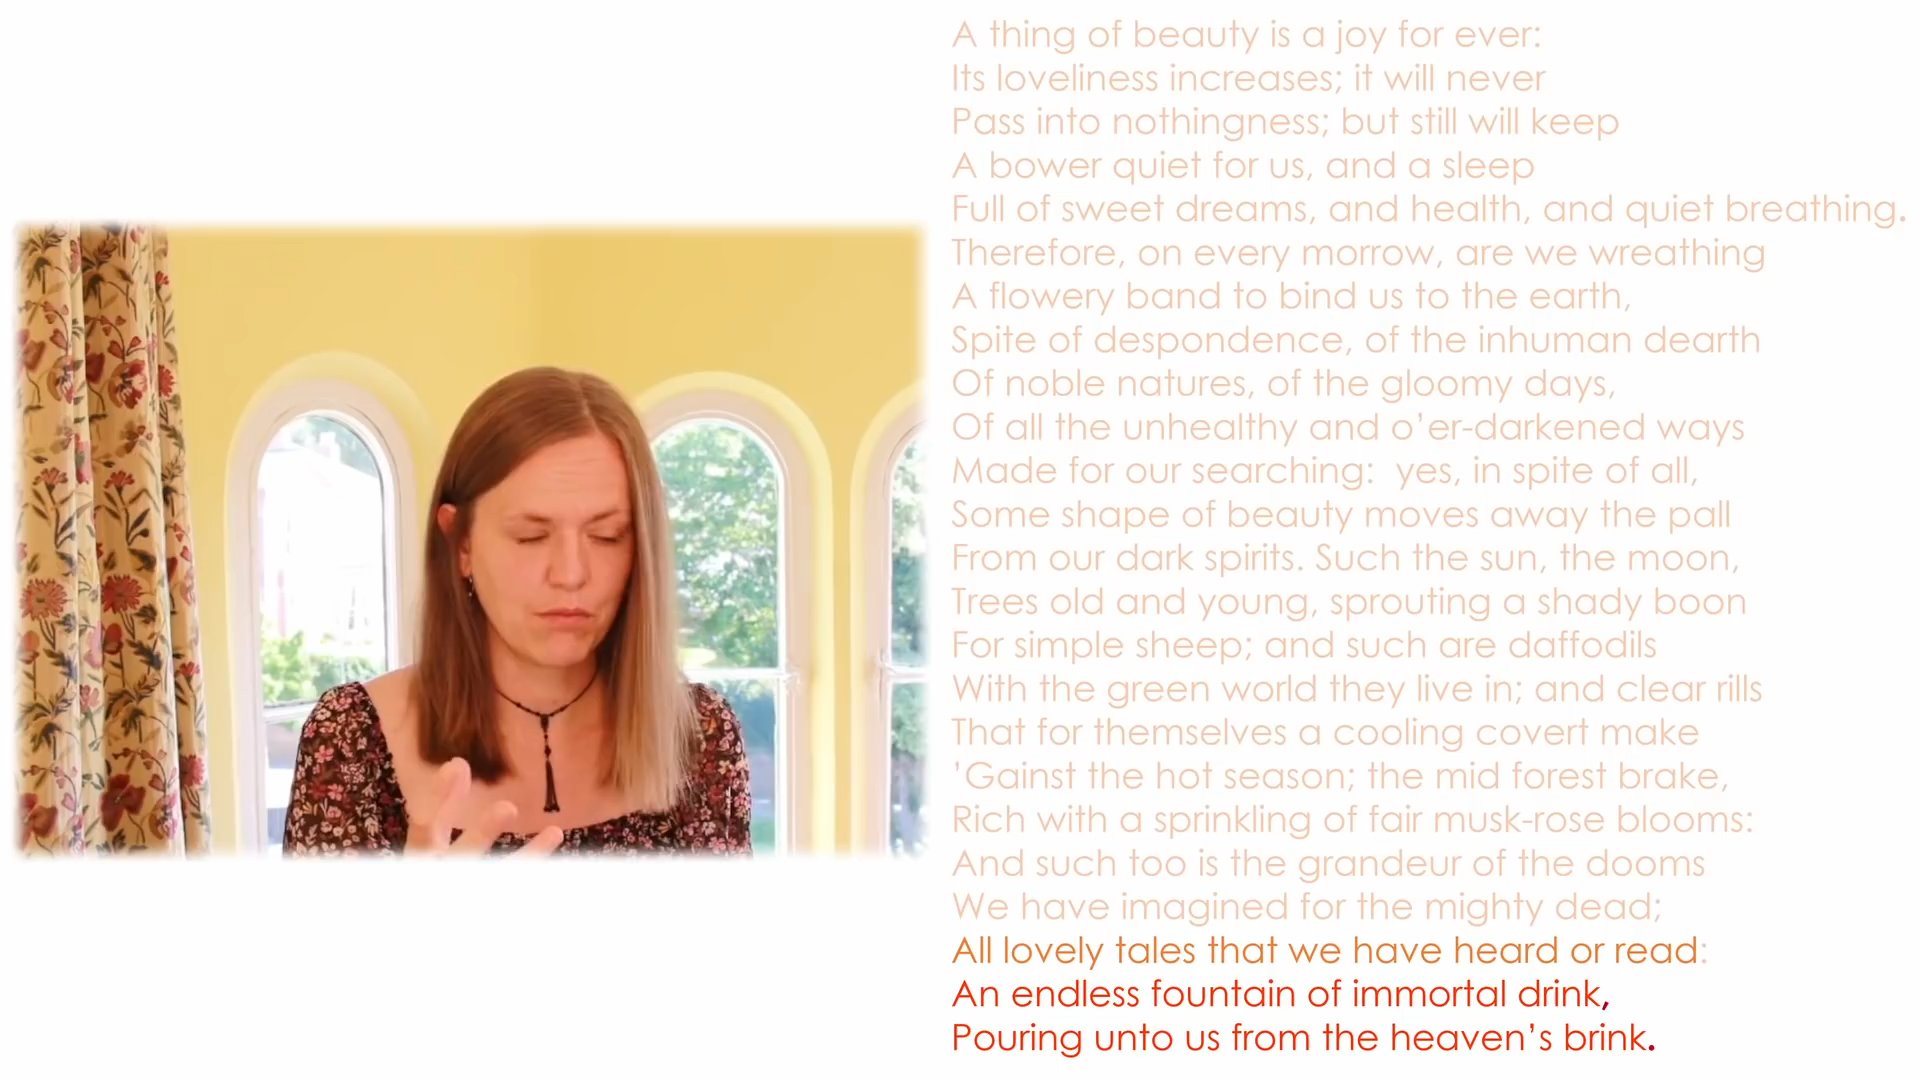 A thing of beauty is a joy for ever:
Its loveliness increases; it will never
Pass into nothingness; but still will keep
A bower quiet for us, and a sleep
Full of sweet dreams, and health, and quiet breathing.
Therefore, on every morrow, are we wreathing
A flowery band to bind us to the earth,
Spite of despondence, of the inhuman dearth
Of noble natures, of the gloomy days,
Of all the unhealthy and o’er-darkened ways
Made for our searching:  yes, in spite of all,
Some shape of beauty moves away the pall
From our dark spirits. Such the sun, the moon,
Trees old and young, sprouting a shady boon
For simple sheep; and such are daffodils
With the green world they live in; and clear rills
That for themselves a cooling covert make
’Gainst the hot season; the mid forest brake,
Rich with a sprinkling of fair musk-rose blooms:
And such too is the grandeur of the dooms
We have imagined for the mighty dead;
All lovely tales that we have heard or read:
An endless fountain of immortal drink,
Pouring unto us from the heaven’s brink.